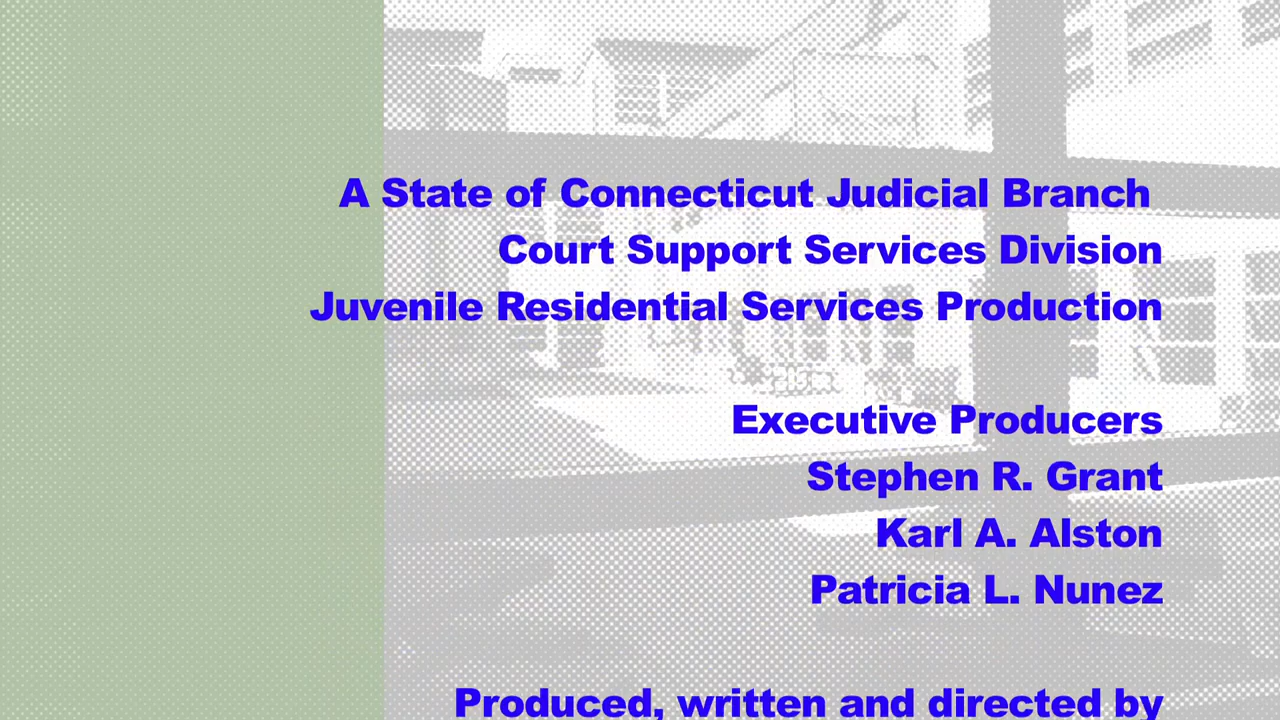 A State of Connecticut Judicial Branch
Court Support Services Division
Juvenile Residential Services Production
Executive Producers
Stephen R. Grant
Karl A. Alston
Patricia L. Nunez
Produced, written and directed by